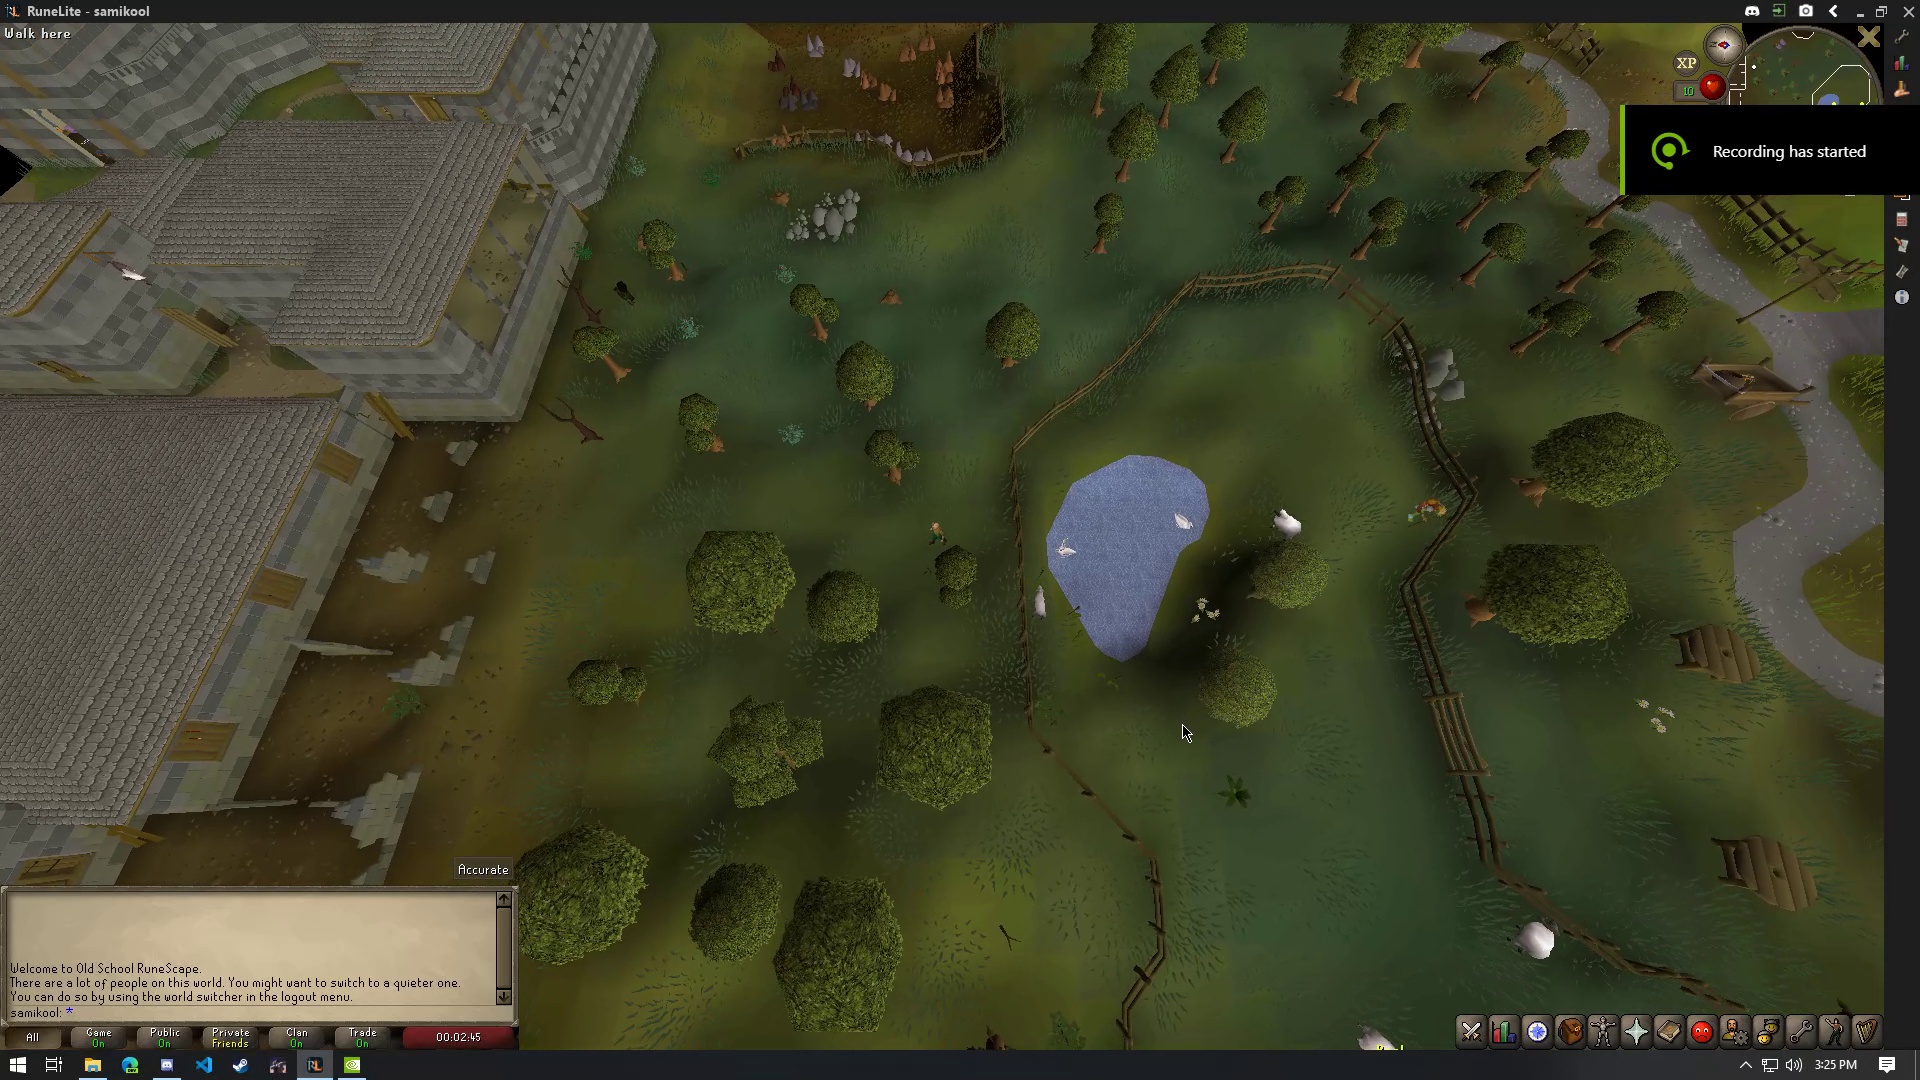 RuneLite - samikool
Walk here
XP
10
Recording has started
Accurate
Welcome to Old School RuneScape.
There are a lot of people on this world. You might want to switch to a quieter one.
You can do so by using the world switcher in the logout menu.
samikool: *
All
Game
On
Public
On
Private
Friends
Clan
On
Trade
On
00:02:45
3:25 PM